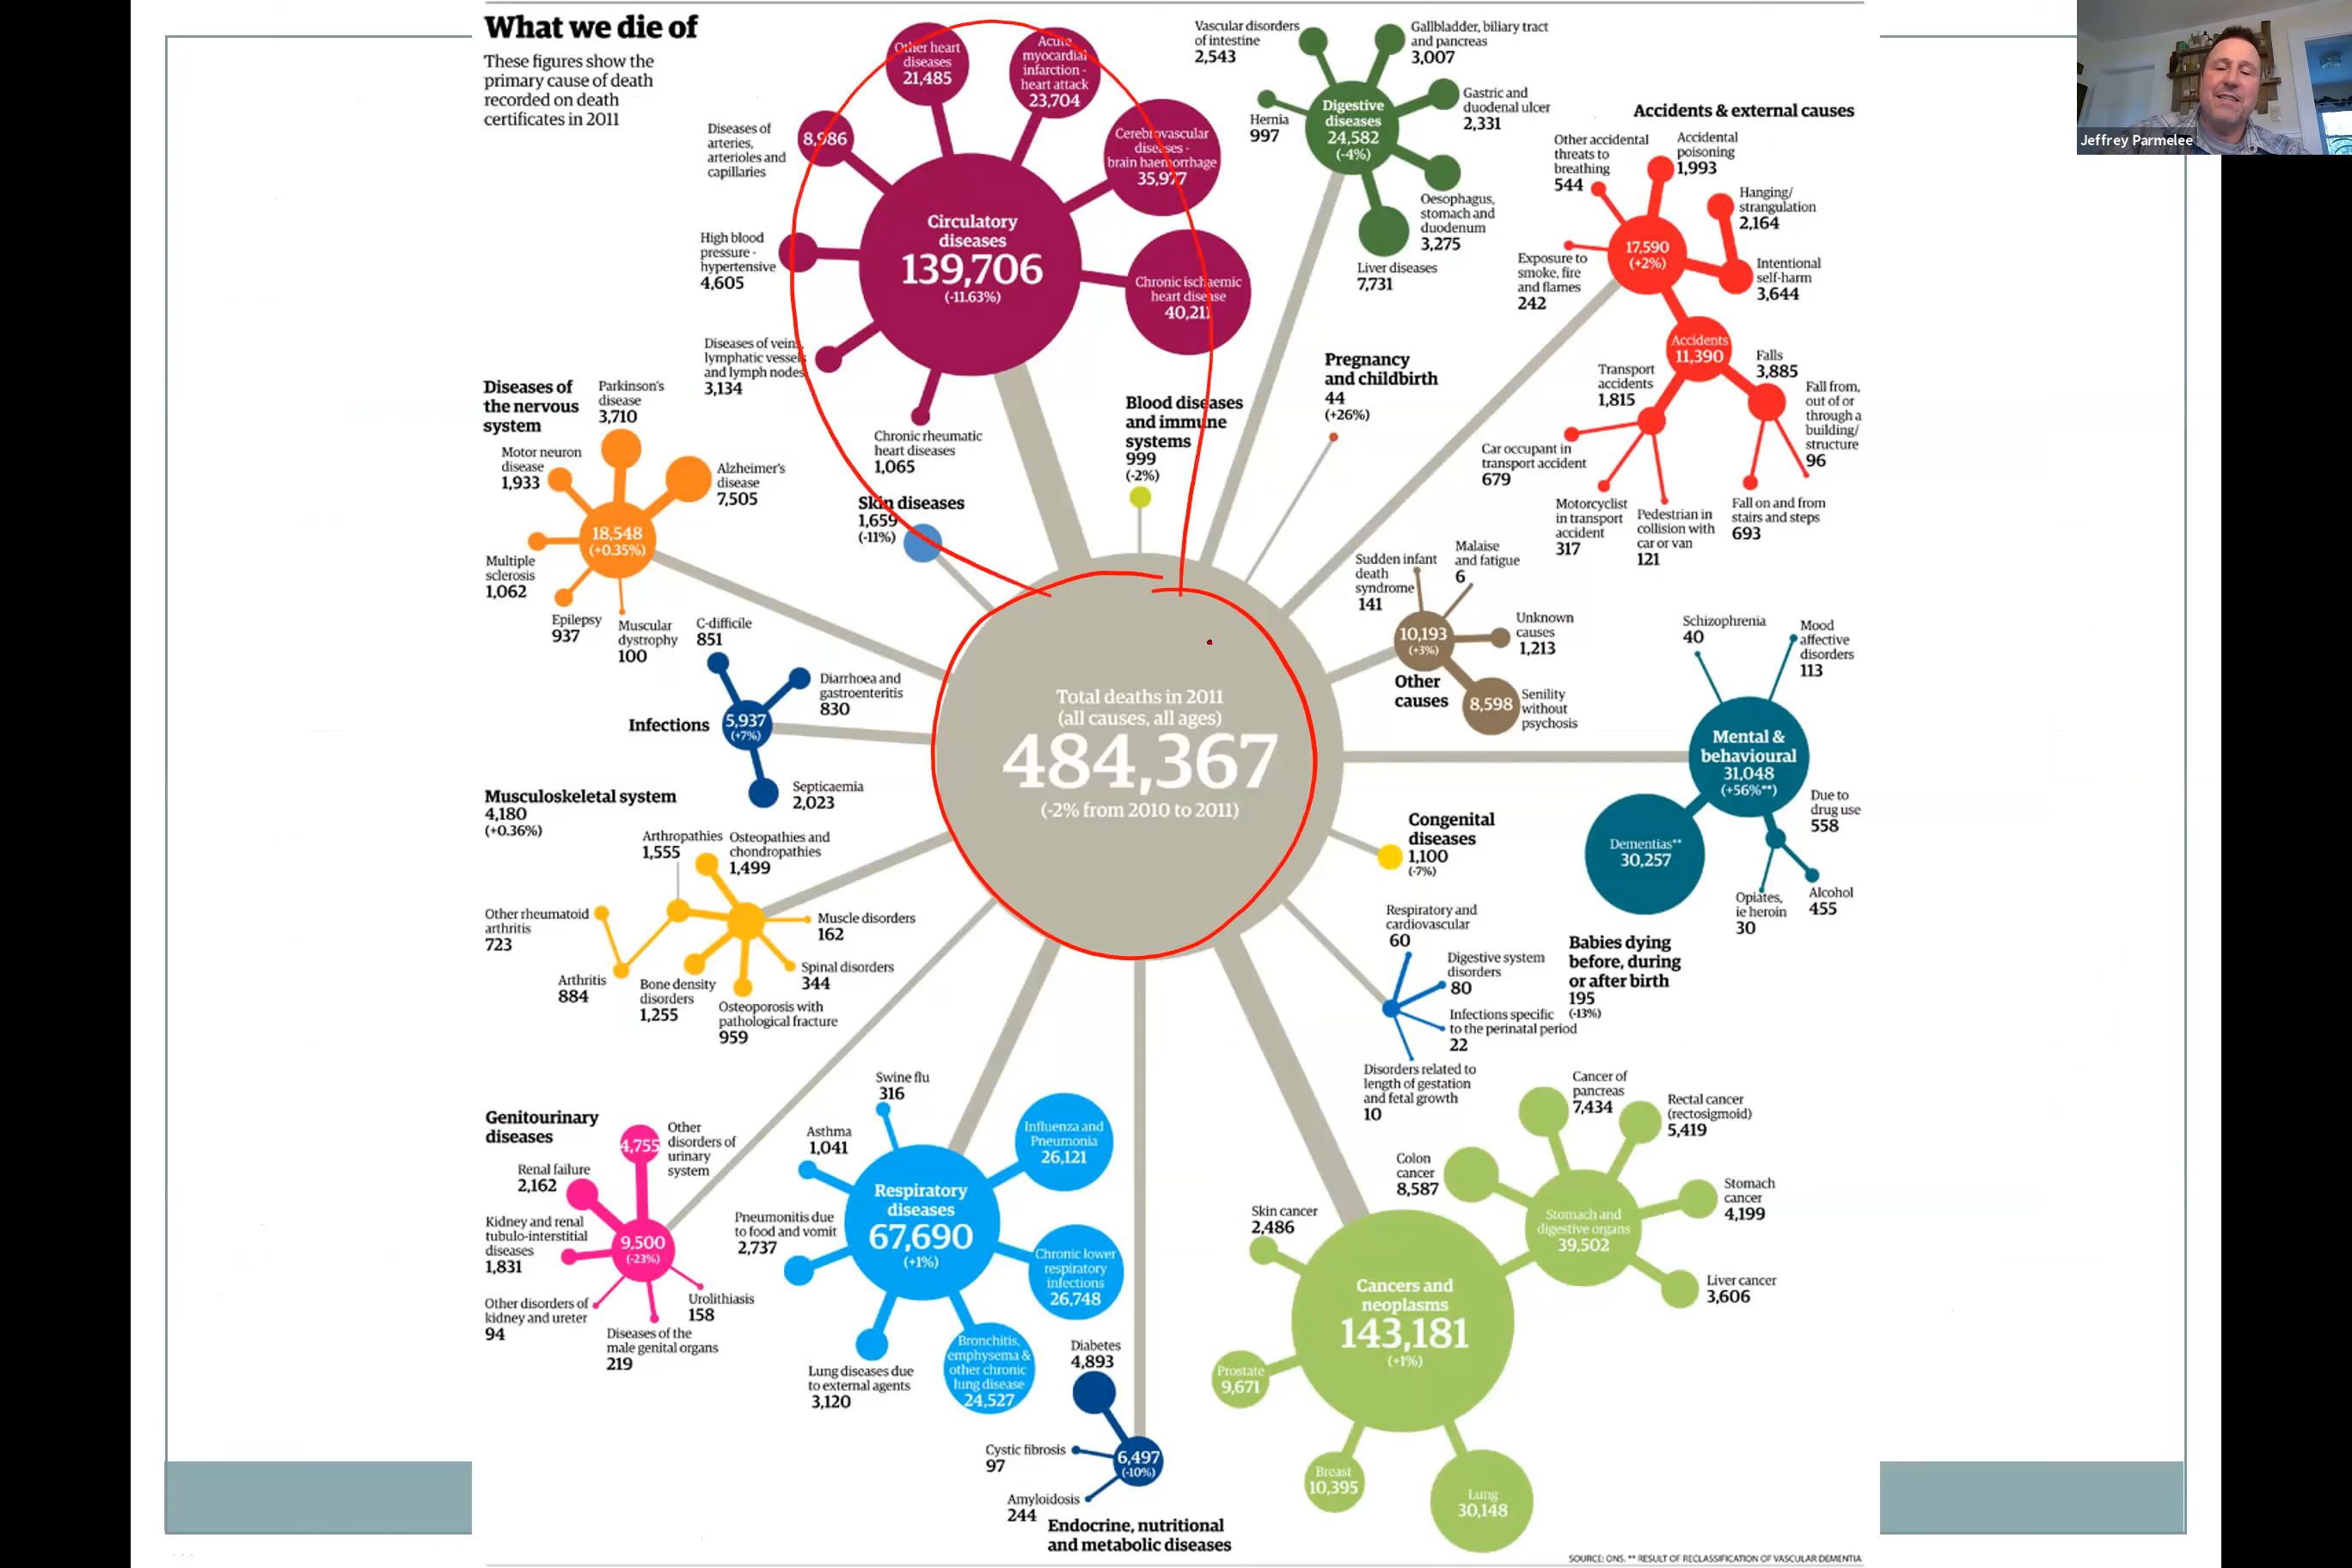 What we die of
These figures show the
primary cause of death
recorded on death
certificates in 2011
Other heart
diseases
21,485
Acute
myocardial
infarction -
heart attack
23,704
Cerebrovascular
diseases -
brain haemorrhage
35,977
Chronic ischaemic
heart disease
40,211
Diseases of
arteries,
arterioles and
capillaries
8,986
High blood
pressure -
hypertensive
4,605
Diseases of veins,
lymphatic vessels
and lymph nodes
3,134
Chronic rheumatic
heart diseases
1,065
Circulatory
diseases
139,706
(-11.63%)
Vascular disorders
of intestine
2,543
Gallbladder, biliary tract
and pancreas
3,007
Hernia
997
Digestive
diseases
24,582
(-4%)
Gastric and
duodenal ulcer
2,331
Oesophagus,
stomach and
duodenum
3,275
Liver diseases
7,731
Jeffrey Parmelee
Accidents & external causes
Other accidental
threats to
breathing
544
Accidental
poisoning
1,993
Hanging/
strangulation
2,164
17,590
(+2%)
Exposure to
smoke, fire
and flames
242
Intentional
self-harm
3,644
Accidents
11,390
Transport
accidents
1,815
Falls
3,885
Fall from,
out of or
through a
building/
structure
96
Car occupant in
transport accident
679
Motorcyclist
in transport
accident
317
Pedestrian in
collision with
car or van
121
Fall on and from
stairs and steps
693
Pregnancy
and childbirth
44
(+26%)
Blood diseases
and immune
systems
999
(-2%)
Skin diseases
1,659
(-11%)
Diseases of
the nervous
system
Parkinson's
disease
3,710
Motor neuron
disease
1,933
Alzheimer's
disease
7,505
18,548
(+0.35%)
Multiple
sclerosis
1,062
Epilepsy
937
Muscular
dystrophy
100
C-difficile
851
Diarrhoea and
gastroenteritis
830
Infections
5,937
(+7%)
Septicaemia
2,023
Total deaths in 2011
(all causes, all ages)
484,367
(-2% from 2010 to 2011)
Sudden infant
death
syndrome
141
Malaise
and fatigue
6
10,193
(+3%)
Unknown
causes
1,213
Other
causes
8,598
Senility
without
psychosis
Schizophrenia
40
Mood
affective
disorders
113
Mental &
behavioural
31,048
(+56%**)
Dementias**
30,257
Due to
drug use
558
Opiates,
ie heroin
30
Alcohol
455
Congenital
diseases
1,100
(-7%)
Respiratory and
cardiovascular
60
Digestive system
disorders
80
Infections specific
to the perinatal period
22
Disorders related to
length of gestation
and fetal growth
10
Babies dying
before, during
or after birth
195
(-13%)
Musculoskeletal system
4,180
(+0.36%)
Arthropathies
1,555
Osteopathies and
chondropathies
1,499
Other rheumatoid
arthritis
723
Muscle disorders
162
Arthritis
884
Bone density
disorders
1,255
Spinal disorders
344
Osteoporosis with
pathological fracture
959
Genitourinary
diseases
4,755
Other
disorders of
urinary
system
Renal failure
2,162
Kidney and renal
tubulo-interstitial
diseases
1,831
9,500
(-23%)
Other disorders of
kidney and ureter
94
Urolithiasis
158
Diseases of the
male genital organs
219
Swine flu
316
Asthma
1,041
Influenza and
Pneumonia
26,121
Respiratory
diseases
67,690
(+1%)
Pneumonitis due
to food and vomit
2,737
Chronic lower
respiratory
infections
26,748
Lung diseases due
to external agents
3,120
Bronchitis,
emphysema &
other chronic
lung disease
24,527
Diabetes
4,893
Cystic fibrosis
97
6,497
(-10%)
Amyloidosis
244
Endocrine, nutritional
and metabolic diseases
Cancer of
pancreas
7,434
Rectal cancer
(rectosigmoid)
5,419
Colon
cancer
8,587
Stomach
cancer
4,199
Stomach and
digestive organs
39,502
Liver cancer
3,606
Skin cancer
2,486
Cancers and
neoplasms
143,181
(+1%)
Prostate
9,671
Breast
10,395
Lung
30,148
SOURCE: ONS. ** RESULT OF RECLASSIFICATION OF VASCULAR DEMENTIA